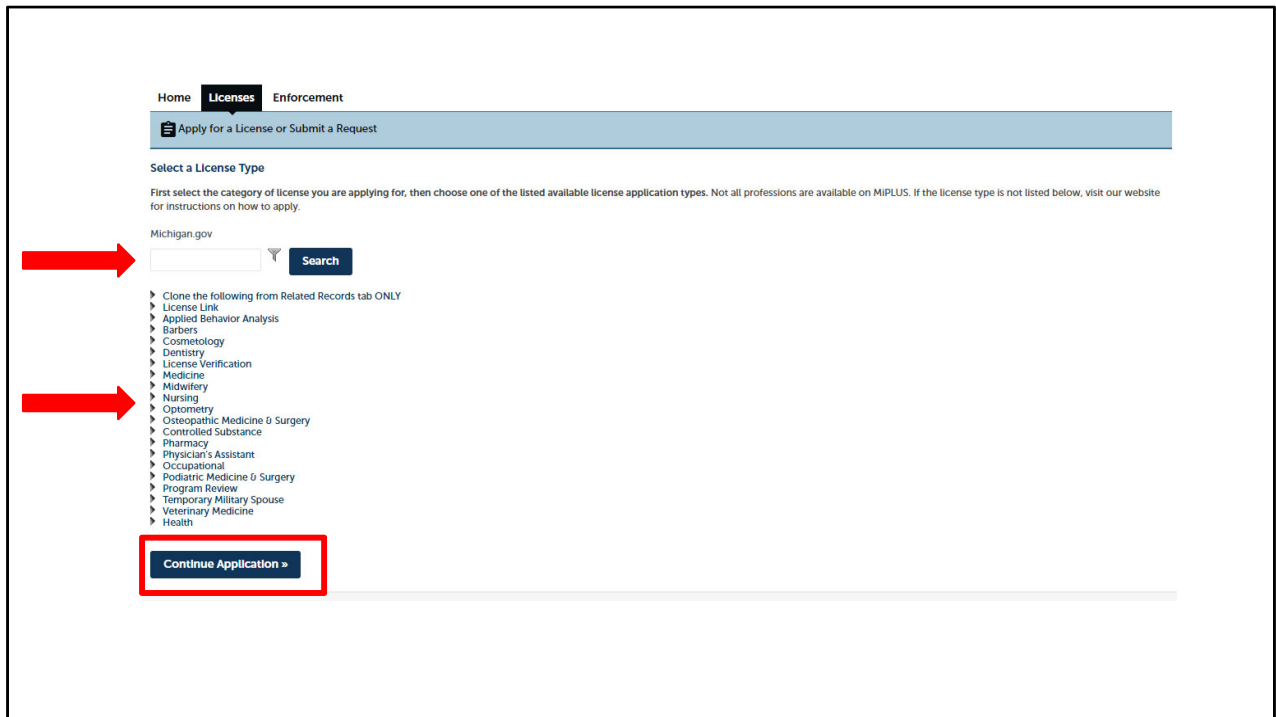 Home Licenses Enforcement
Apply for a License or Submit a Request
Select a License Type
First select the category of license you are applying for, then choose one of the listed available license application types. Not all professions are available on MiPLUS. If the license type is not listed below, visit our website
for instructions on how to apply.
Michigan.gov
Search
Clone the following from Related Records tab ONLY
License Link
Applied Behavior Analysis
Barbers
Cosmetology
Dentistry
License Verification
Medicine
Midwifery
Nursing
Optometry
Osteopathic Medicine & Surgery
Controlled Substance
Pharmacy
Physician's Assistant
Occupational
Podiatric Medicine & Surgery
Program Review
Temporary Military Spouse
Veterinary Medicine
Health
Continue Application »